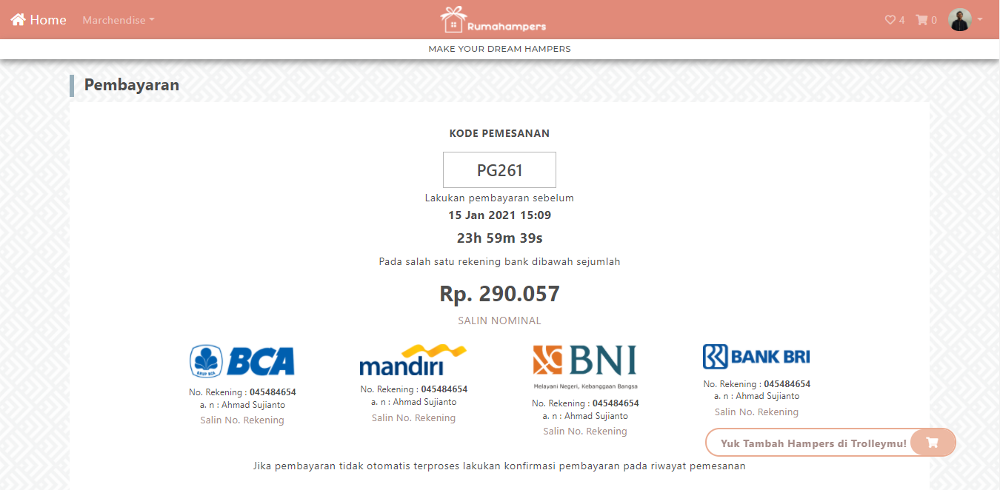 Home
Marchendise
Rumahampers
4
0
MAKE YOUR DREAM HAMPERS
Pembayaran
KODE PEMESANAN
PG261
Lakukan pembayaran sebelum
15 Jan 2021 15:09
23h 59m 39s
Pada salah satu rekening bank dibawah sejumlah
Rp. 290.057
SALIN NOMINAL
GRUP BCA
BCA
No. Rekening : 045484654
a. n : Ahmad Sujianto
Salin No. Rekening
mandiri
No. Rekening : 045484654
a. n : Ahmad Sujianto
Salin No. Rekening
BNI
Melayani Negeri, Kebanggaan Bangsa
No. Rekening : 045484654
a. n : Ahmad Sujianto
Salin No. Rekening
BANK BRI
No. Rekening : 045484654
a. n : Ahmad Sujianto
Salin No. Rekening
Yuk Tambah Hampers di Trolleymu!
Jika pembayaran tidak otomatis terproses lakukan konfirmasi pembayaran pada riwayat pemesanan